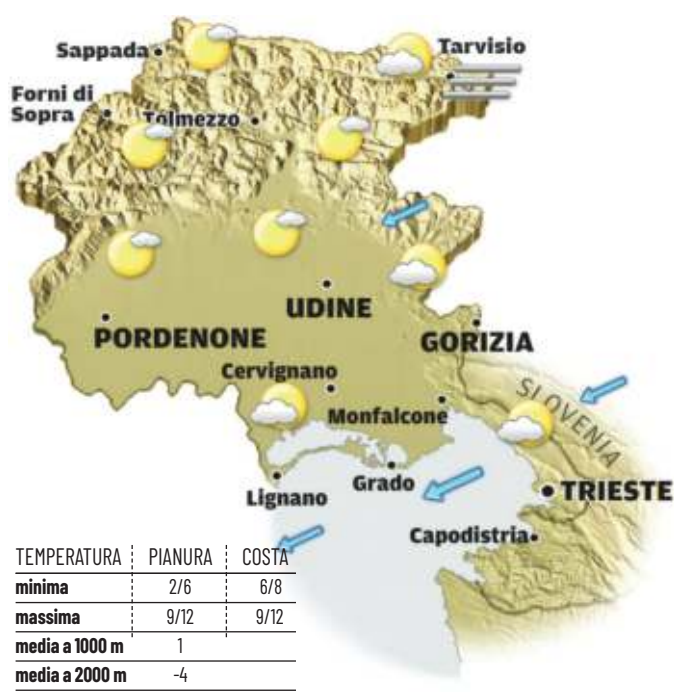 Sappada
Tarvisio
Forni di
Sopra
Tolmezzo
UDINE
PORDENONE
GORIZIA
Cervignano
Monfalcone
SLOVENIA
Lignano
Grado
TRIESTE
Capodistria
TEMPERATURA PIANURA COSTA
minima 2/6 6/8
massima 9/12 9/12
media a 1000 m 1
media a 2000 m -4